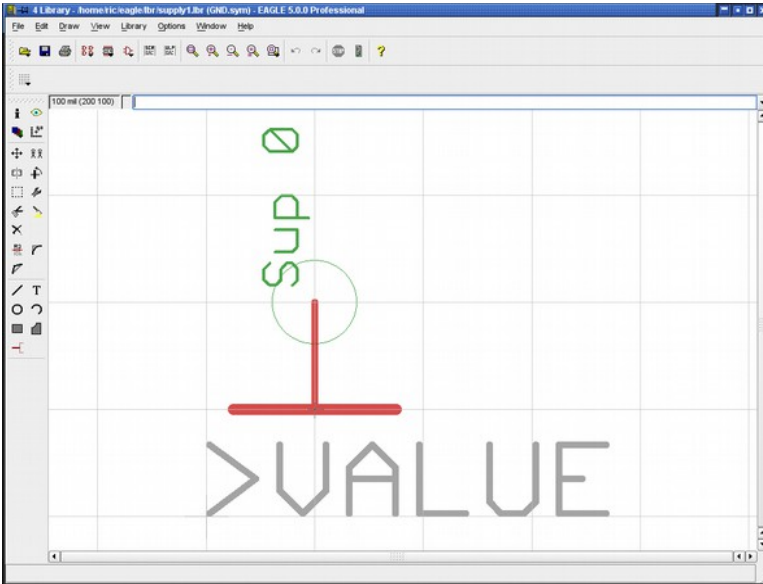 4 Library - /home/ric/eagle/lbr/supply1.lbr (GND.sym) - EAGLE 5.0.0 Professional
File Edit Draw View Library Options Window Help
100 mil (200 100)
Sup 0
>VALUE